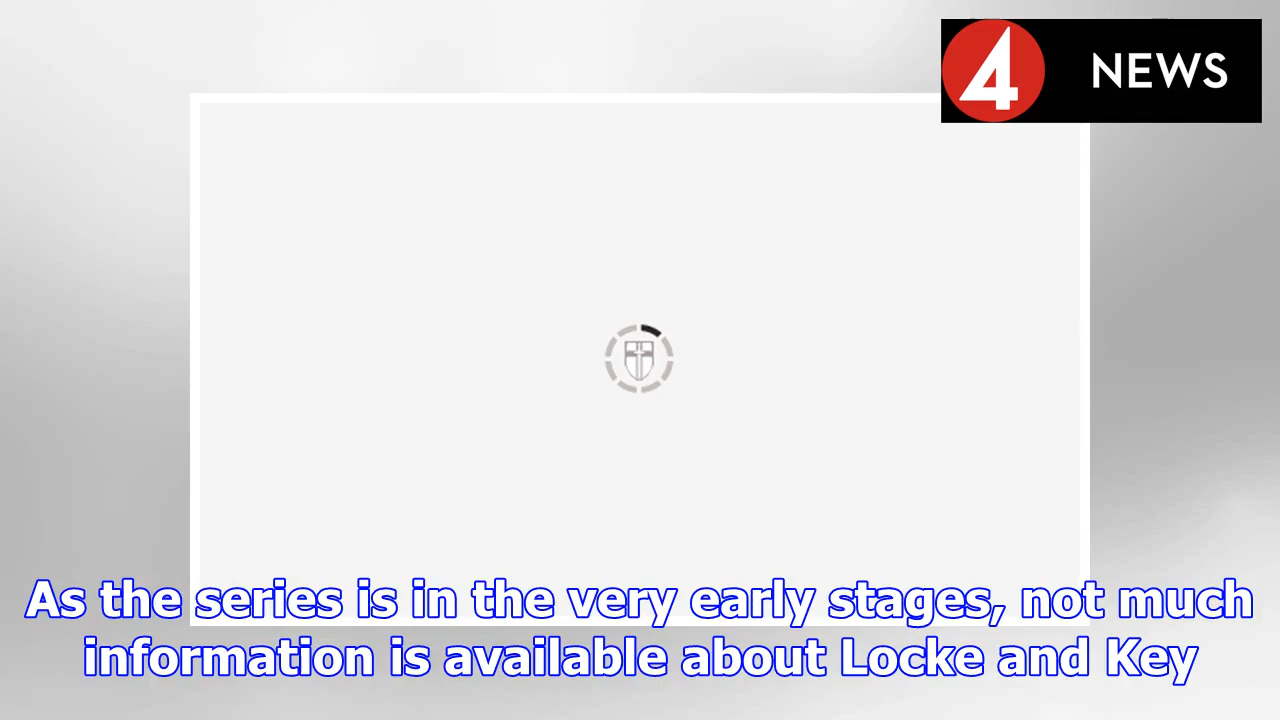 4 NEWS
As the series is in the very early stages, not much
information is available about Locke and Key